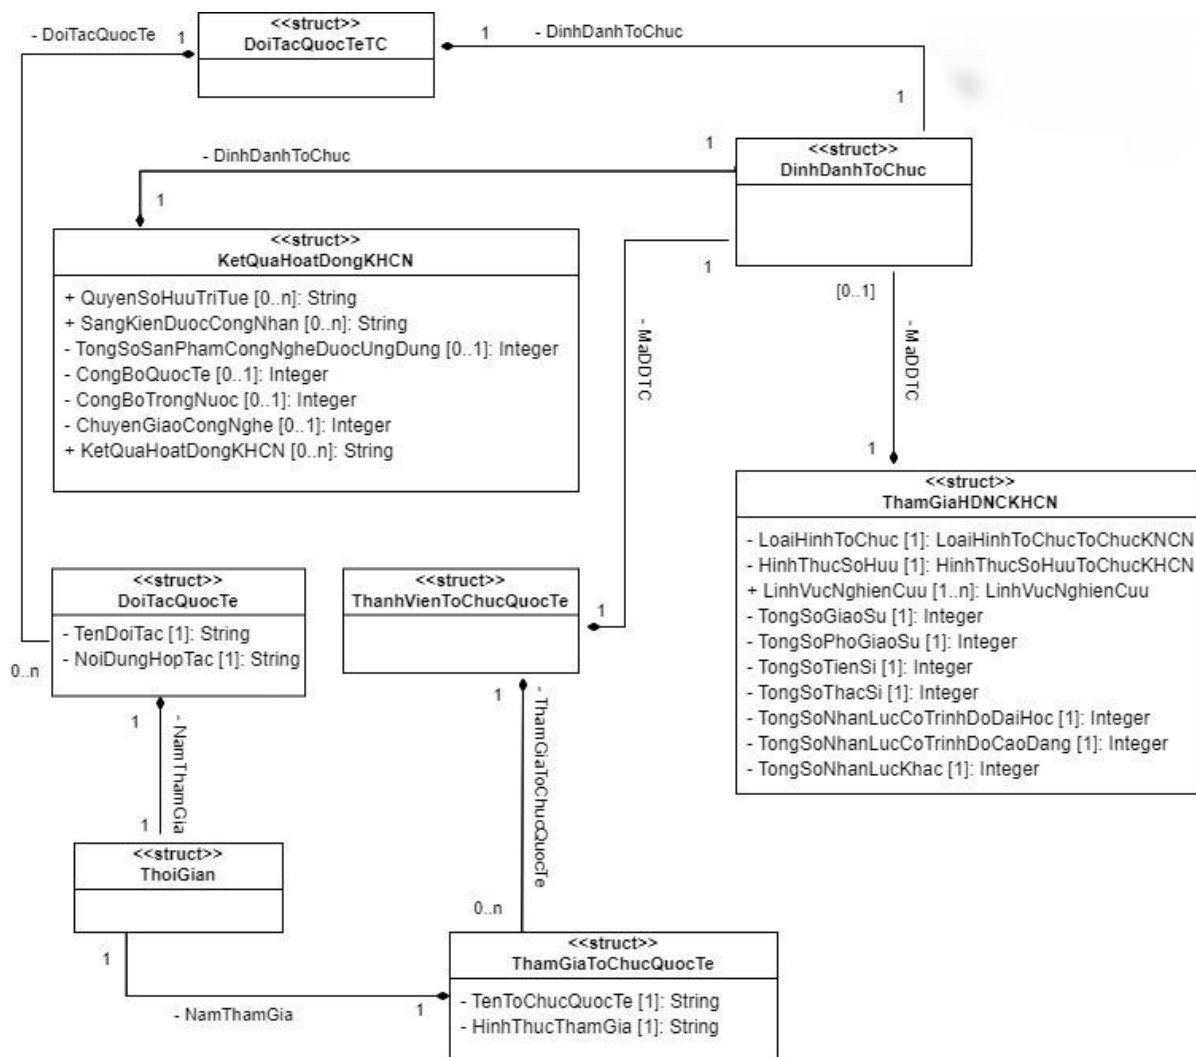 - DoiTacQuocTe
1
<<struct>>
DoiTacQuocTeTC
1
- DinhDanhToChuc
1
- DinhDanhToChuc
1
1
<<struct>>
DinhDanhToChuc
<<struct>>
KetQuaHoatDongKHCN
+ QuyenSoHuuTriTue [0..n]: String
+ SangKienDuocCongNhan [0..n]: String
- TongSoSanPhamCongNgheDuocUngDung [0..1]: Integer
- CongBoQuocTe [0..1]: Integer
- CongBoTrongNuoc [0..1]: Integer
- ChuyenGiaoCongNghe [0..1]: Integer
+ KetQuaHoatDongKHCN [0..n]: String
1
- MaDDTC
1
[0..1]
- MaDDTC
1
<<struct>>
ThamGiaHDNCKHCN
- LoaiHinhToChuc [1]: LoaiHinhToChucToChucKNCN
- HinhThucSoHuu [1]: HinhThucSoHuuToChucKHCN
+ LinhVucNghienCuu [1..n]: LinhVucNghienCuu
- TongSoGiaoSu [1]: Integer
- TongSoPhoGiaoSu [1]: Integer
- TongSoTienSi [1]: Integer
- TongSoThacSi [1]: Integer
- TongSoNhanLucCoTrinhDoDaiHoc [1]: Integer
- TongSoNhanLucCoTrinhDoCaoDang [1]: Integer
- TongSoNhanLucKhac [1]: Integer
<<struct>>
DoiTacQuocTe
- TenDoiTac [1]: String
- NoiDungHopTac [1]: String
0..n
<<struct>>
ThanhVienToChucQuocTe
1
- NamThamGia
1
1
- ThamGiaToChucQuocTe
0..n
<<struct>>
ThoiGian
1
- NamThamGia
1
<<struct>>
ThamGiaToChucQuocTe
- TenToChucQuocTe [1]: String
- HinhThucThamGia [1]: String